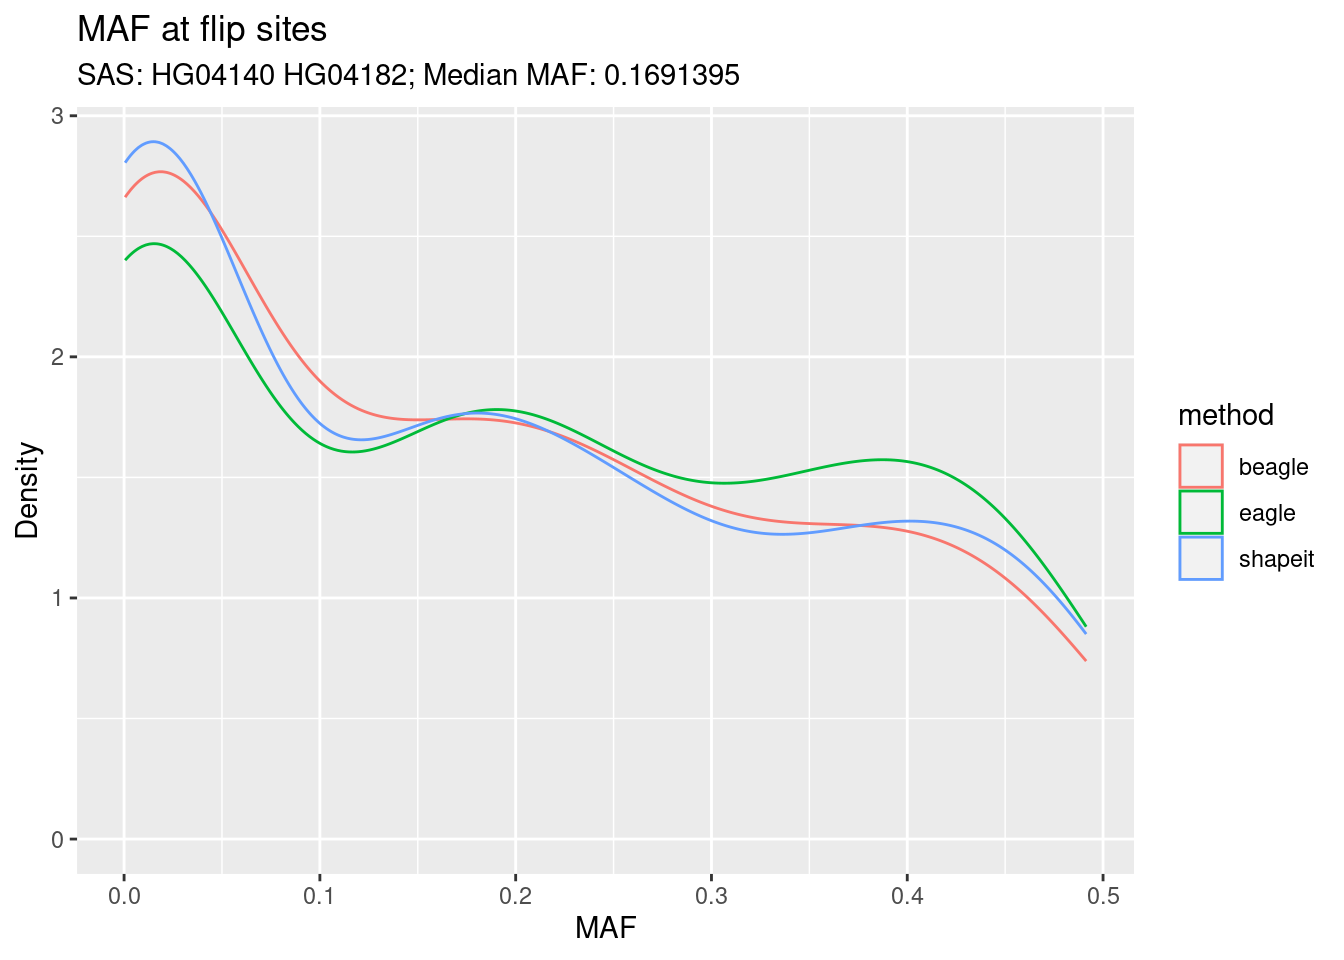 MAF at flip sites
SAS: HG04140 HG04182; Median MAF: 0.1691395
3
2
1
0
Density
0.0 0.1 0.2 0.3 0.4 0.5
MAF
method
beagle
eagle
shapeit